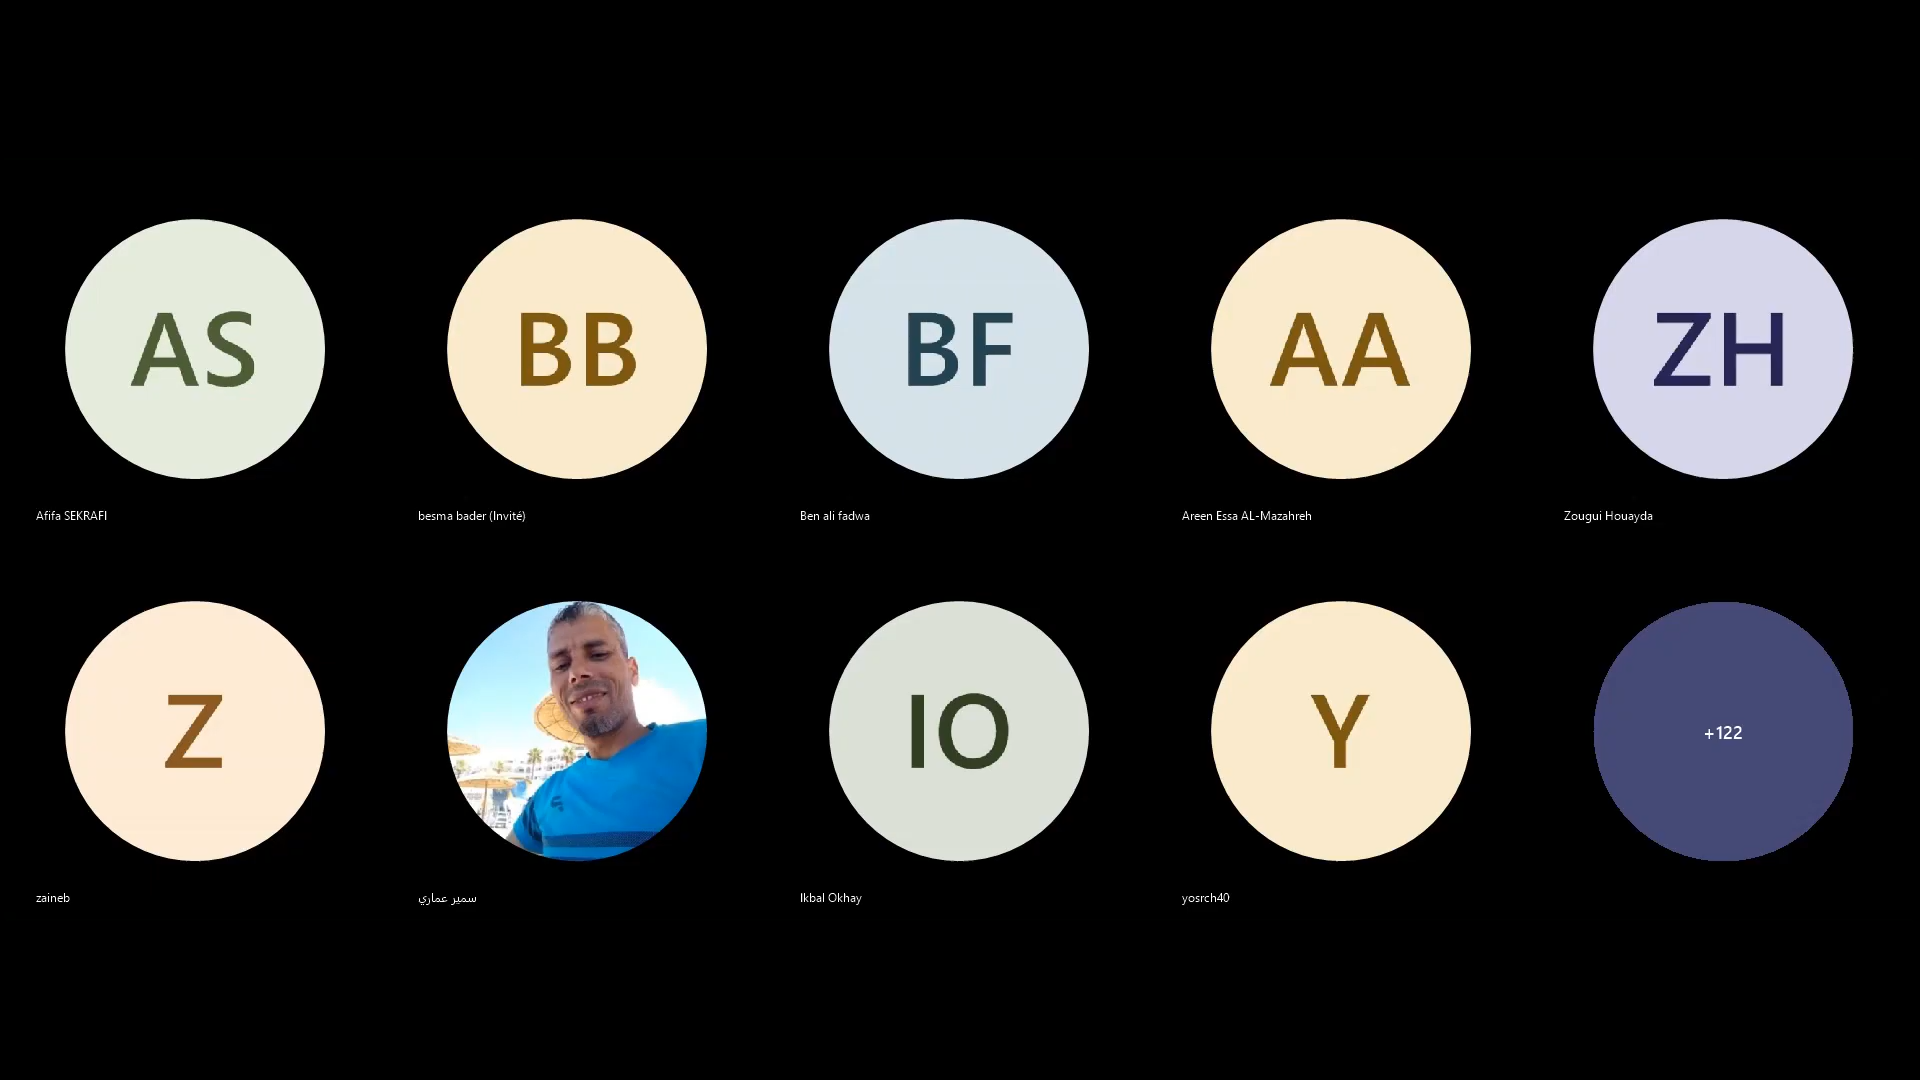 AS
BB
BF
AA
ZH
Afifa SEKRAFI
besma bader (Invité)
Ben ali fadwa
Areen Essa AL-Mazahreh
Zougui Houayda
Z
IO
Y
+122
zaineb
سمير عماري
Ikbal Okhay
yosrch40